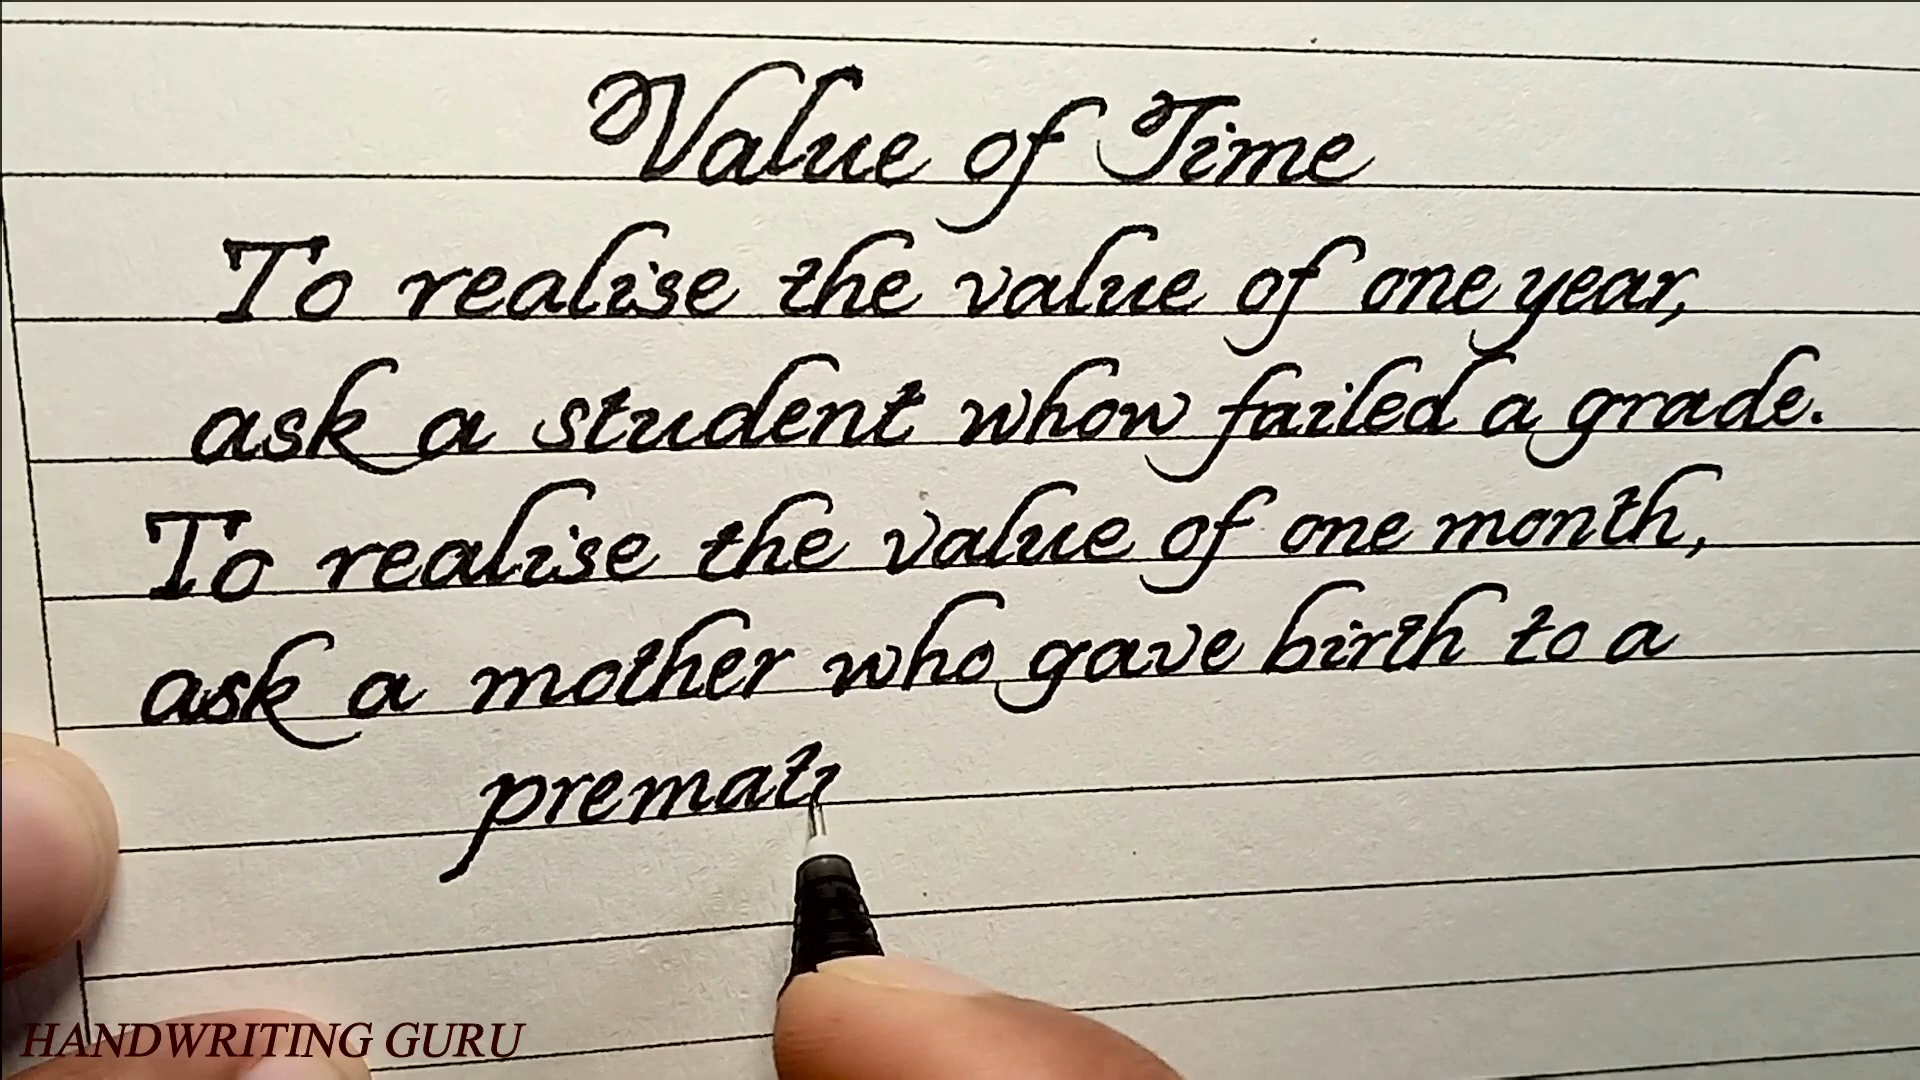 Value of Time
To realise the value of one year,
ask a student whow failed a grade.
To realise the value of one month,
ask a mother who gave birth to a
premat
HANDWRITING GURU